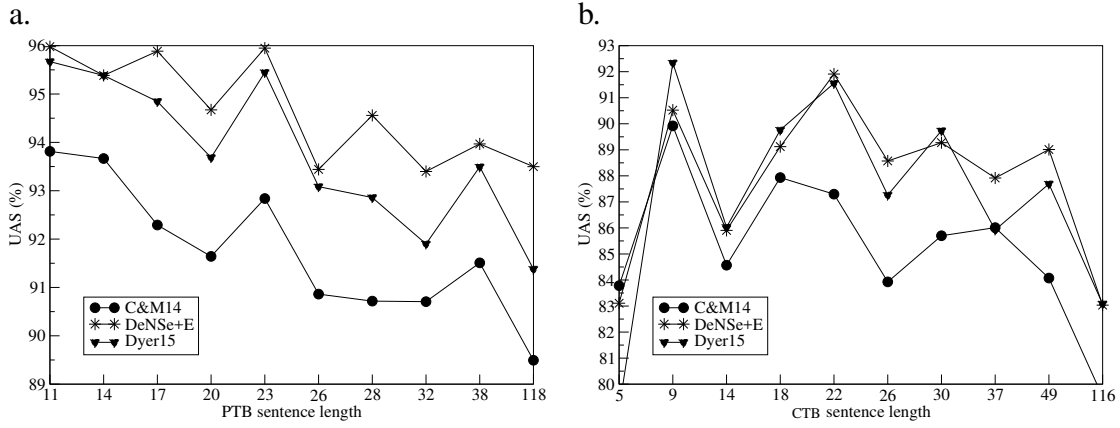 a.
96
95
94
93
92
91
90
89
UAS (%)
C&M14
DeNSe+E
Dyer15
11 14 17 20 23 26 28 32 38 118
PTB sentence length
b.
93
92
91
90
89
88
87
86
85
84
83
82
81
80
UAS (%)
C&M14
DeNSe+E
Dyer15
5 9 14 18 22 26 30 37 49 116
CTB sentence length